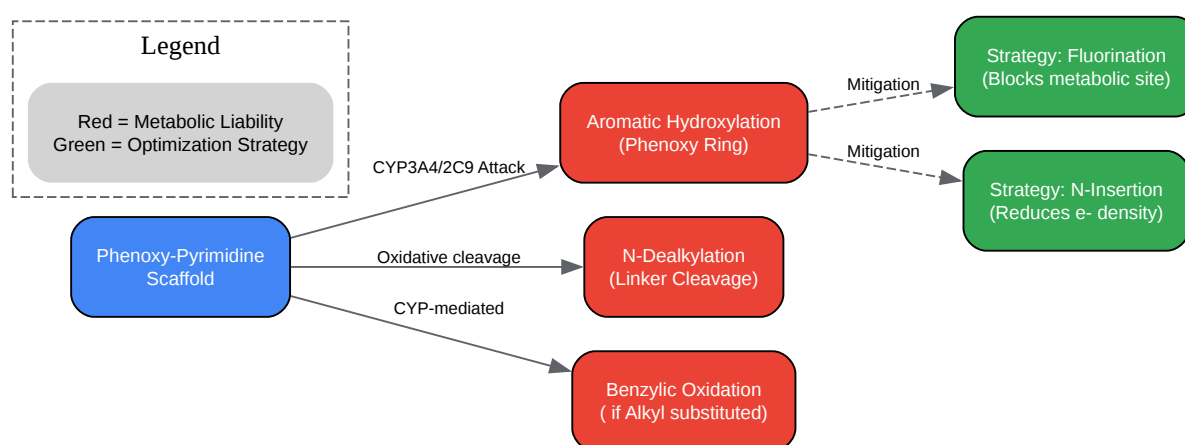 Legend
Red = Metabolic Liability
Green = Optimization Strategy
Phenoxy-Pyrimidine
Scaffold
CYP3A4/2C9 Attack
Oxidative cleavage
CYP-mediated
Aromatic Hydroxylation
(Phenoxy Ring)
N-Dealkylation
(Linker Cleavage)
Benzylic Oxidation
( if Alkyl substituted)
Mitigation
Mitigation
Strategy: Fluorination
(Blocks metabolic site)
Strategy: N-Insertion
(Reduces e- density)